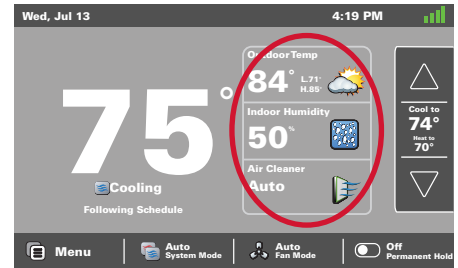 Wed, Jul 13
4:19 PM
75°
Cooling
Following Schedule
Outdoor Temp
84° L.71°
H.85°
Indoor Humidity
50%
Air Cleaner
Auto
Cool to
74°
Heat to
70°
Menu
Auto
System Mode
Auto
Fan Mode
Off
Permanent Hold